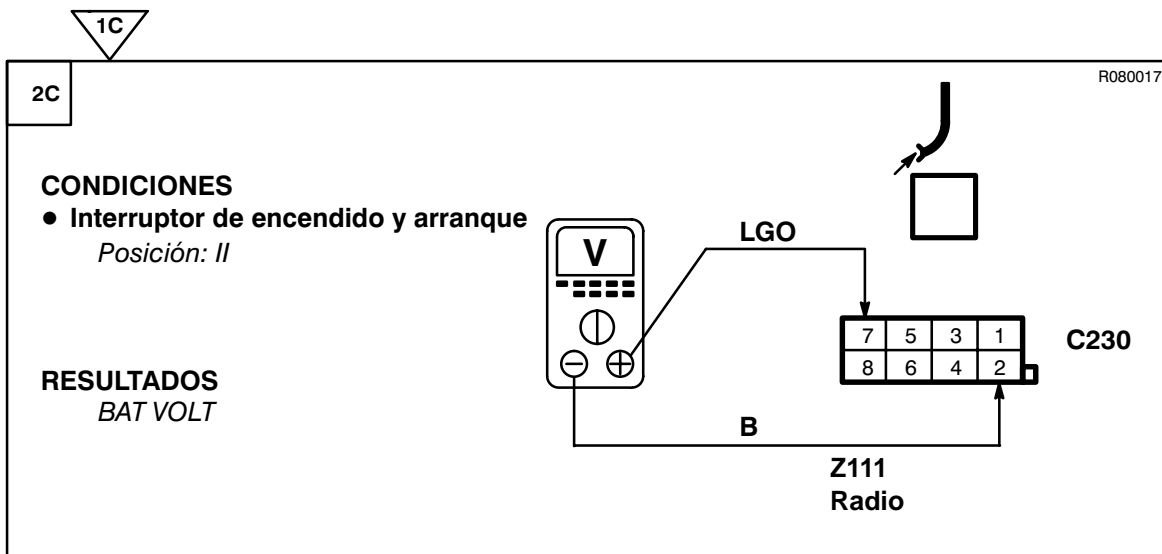 1C
2C
R080017
CONDICIONES
● Interruptor de encendido y arranque
Posición: II
V
LGO
7 5 3 1
8 6 4 2
C230
− +
RESULTADOS
BAT VOLT
B
Z111
Radio